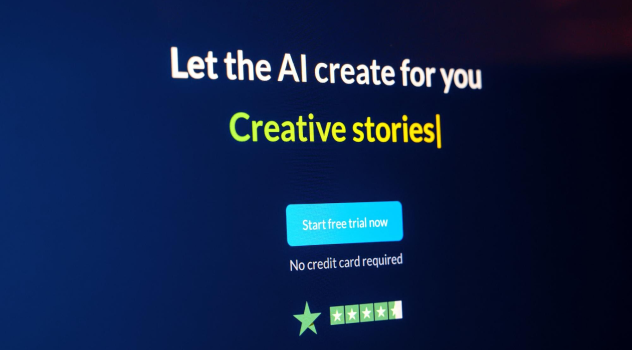 Let the AI create for you
Creative stories
Start free trial now
No credit card required